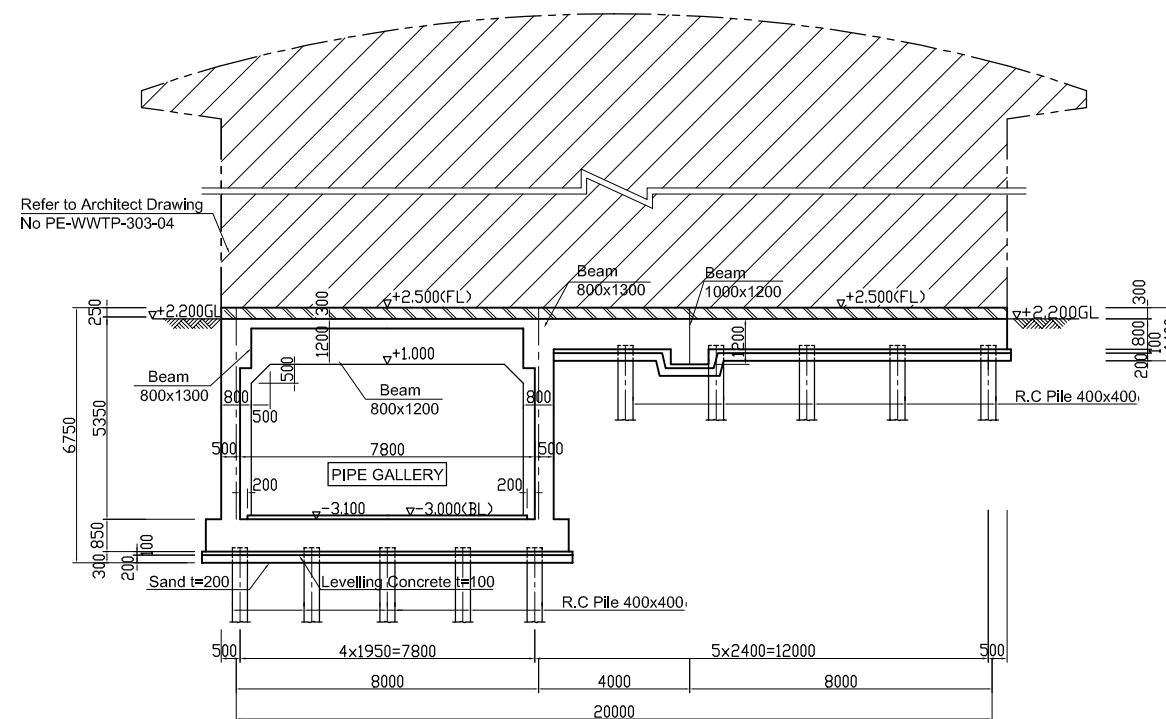 Refer to Architect Drawing
No PE-WWTP-303-04
Beam
800x1300
Beam
1000x1200
+2.500(FL)
+2.500(FL)
+2.200GL
+2.200GL
250
300
300
1200
+1.000
1200
800
100
200
500
Beam
800x1300
Beam
800x1200
R.C Pile 400x400
800
500
800
5350
6750
500
7800
500
PIPE GALLERY
200
200
-3.100
-3.000(BL)
850
300
100
200
Sand t=200
Levelling Concrete t=100
R.C Pile 400x400
500
4x1950=7800
5x2400=12000
500
8000
4000
8000
20000